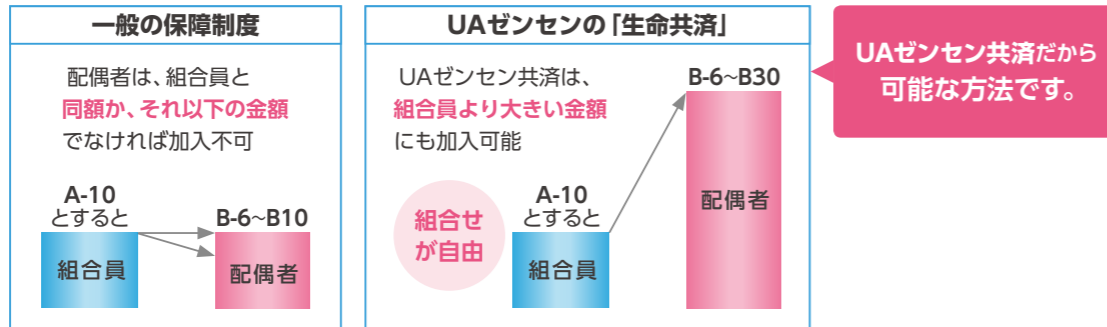 一般の保障制度
配偶者は、組合員と
同額か、それ以下の金額
でなければ加入不可
A-10
とすると
B-6~B10
組合員
配偶者
UAゼンセンの「生命共済」
UAゼンセン共済は、
組合員より大きい金額
にも加入可能
組合せ
が自由
A-10
とすると
組合員
B-6~B30
配偶者
UAゼンセン共済だから
可能な方法です。